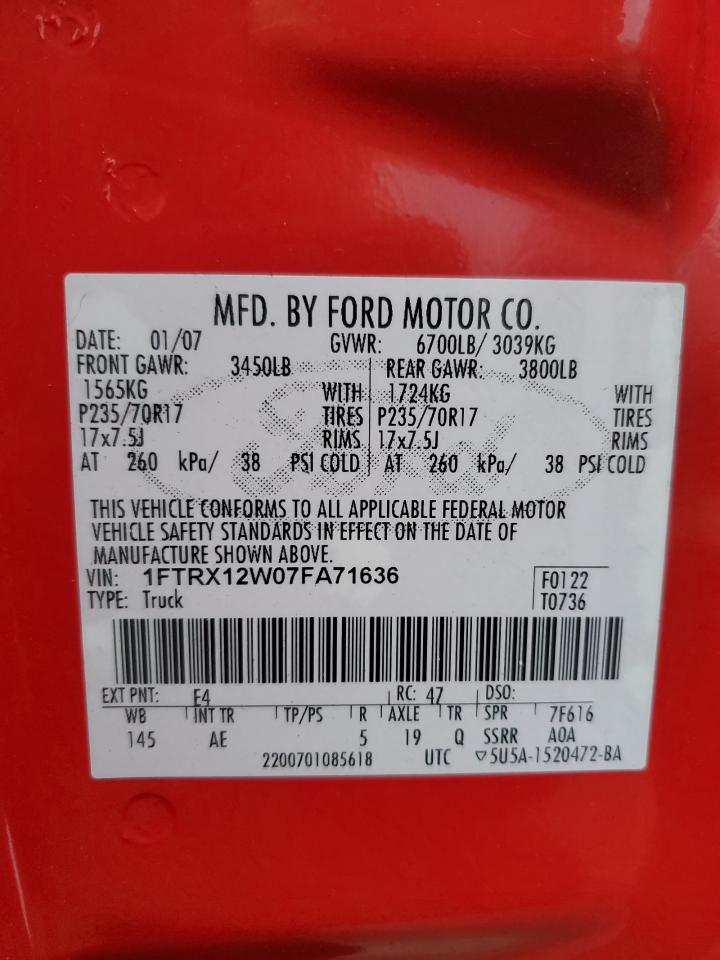 MFD. BY FORD MOTOR CO.
DATE: 01/07 GVWR: 6700LB/ 3039KG
FRONT GAWR: 3450LB REAR GAWR: 3800LB
1565KG WITH 1724KG WITH
P235/70R17 TIRES P235/70R17 TIRES
17x7.5J RIMS 17x7.5J RIMS
AT 260 kPa/ 38 PSI COLD AT 260 kPa/ 38 PSI COLD
THIS VEHICLE CONFORMS TO ALL APPLICABLE FEDERAL MOTOR
VEHICLE SAFETY STANDARDS IN EFFECT ON THE DATE OF
MANUFACTURE SHOWN ABOVE.
VIN: 1FTRX12W07FA71636 F0122
TYPE: Truck T0736
EXT PNT: E4 RC: 47 DSO:
WB INT TR TP/PS R AXLE TR SPR 7F616
145 AE 5 19 Q SSRR A0A
2200701085618 UTC ▽5U5A-1520472-BA